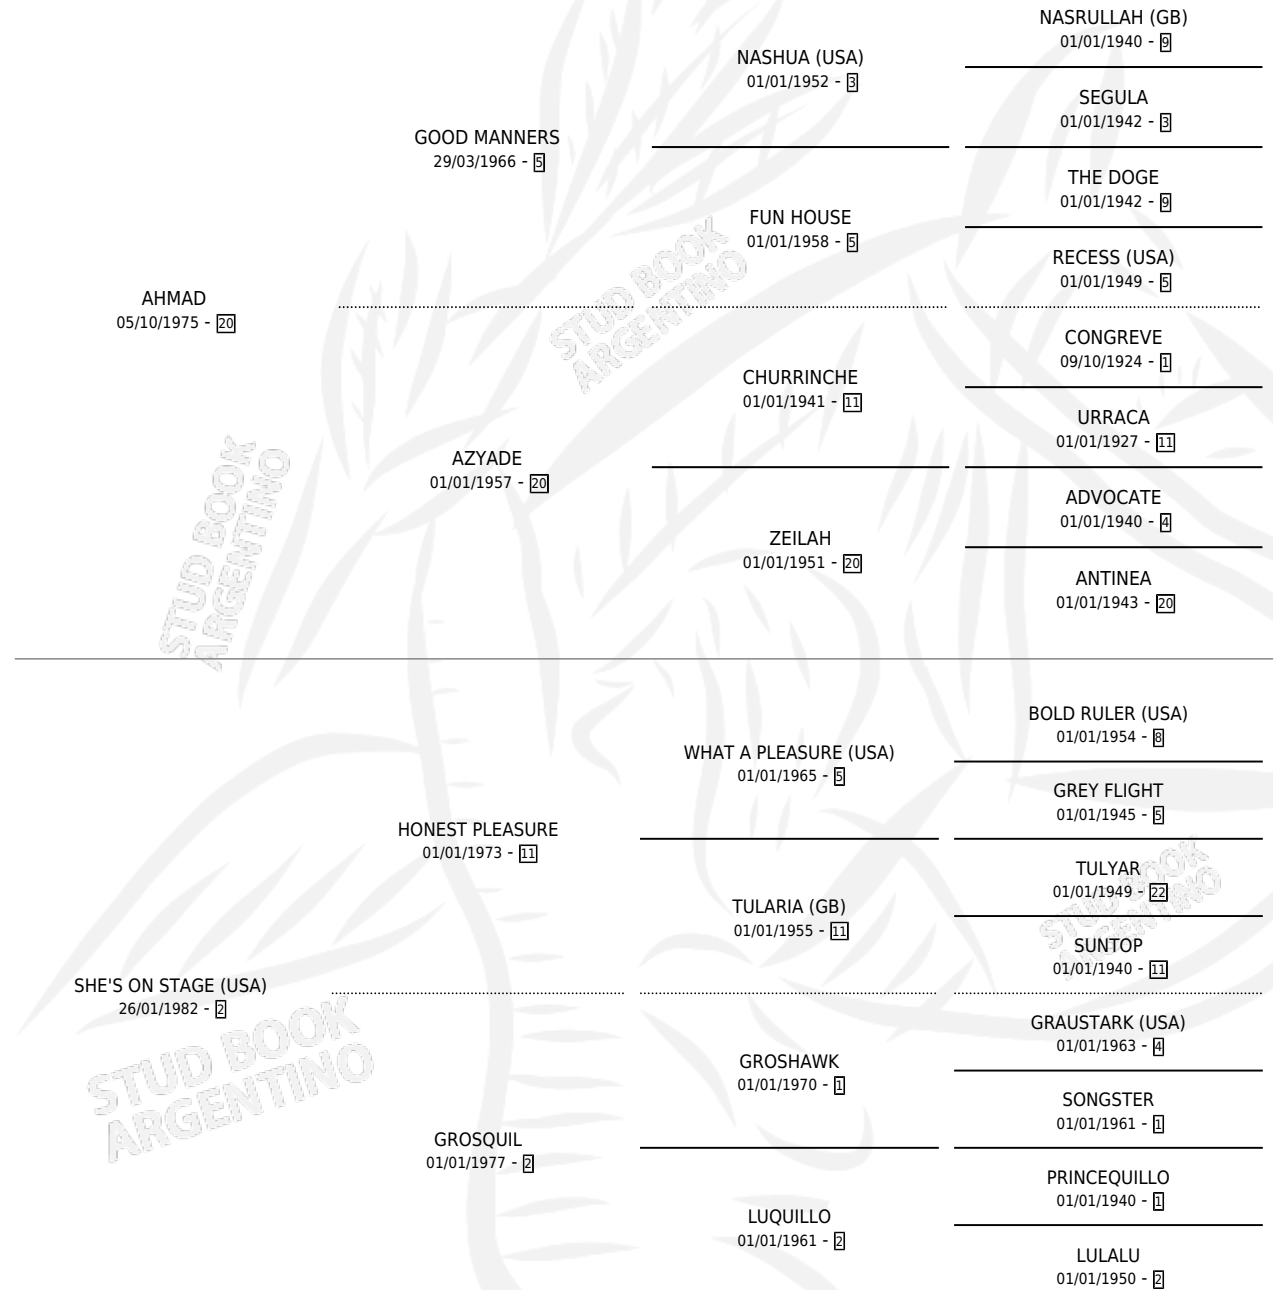 NASRULLAH (GB)
01/01/1940 - 9
NASHUA (USA)
01/01/1952 - 3
SEGULA
01/01/1942 - 3
GOOD MANNERS
29/03/1966 - 5
THE DOGE
01/01/1942 - 9
FUN HOUSE
01/01/1958 - 5
RECESS (USA)
01/01/1949 - 5
AHMAD
05/10/1975 - 20
CONGREVE
09/10/1924 - 1
CHURRINCHE
01/01/1941 - 11
URRACA
01/01/1927 - 11
AZYADE
01/01/1957 - 20
ADVOCATE
01/01/1940 - 4
ZEILAH
01/01/1951 - 20
ANTINEA
01/01/1943 - 20
BOLD RULER (USA)
01/01/1954 - 8
WHAT A PLEASURE (USA)
01/01/1965 - 5
GREY FLIGHT
01/01/1945 - 5
HONEST PLEASURE
01/01/1973 - 11
TULYAR
01/01/1949 - 22
TULARIA (GB)
01/01/1955 - 11
SUNTOP
01/01/1940 - 11
SHE'S ON STAGE (USA)
26/01/1982 - 2
GRAUSTARK (USA)
01/01/1963 - 4
GROSHAWK
01/01/1970 - 1
SONGSTER
01/01/1961 - 1
GROSQUIL
01/01/1977 - 2
PRINCEQUILLO
01/01/1940 - 1
LUQUILLO
01/01/1961 - 2
LULALU
01/01/1950 - 2
STUD BOOK
ARGENTINO
STUD BOOK
ARGENTINO
STUD BOOK
ARGENTINO
STUD BOOK
ARGENTINO